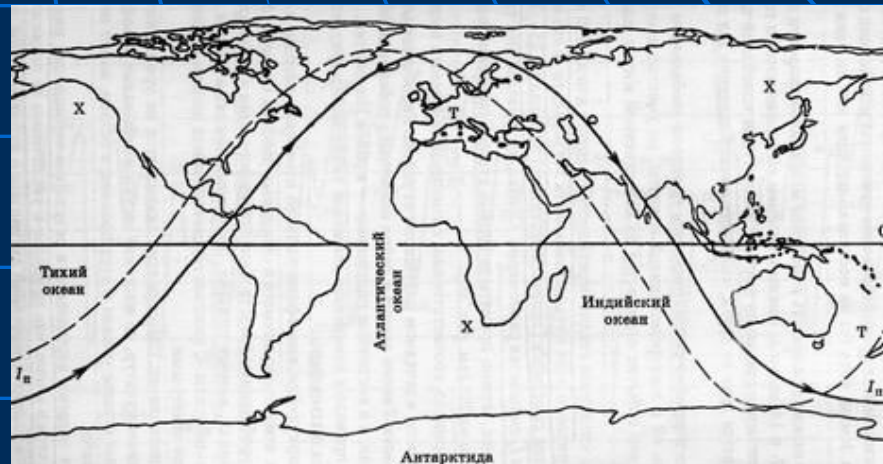 X
X
T
Тихий
океан
Атлантический
океан
Индийский
океан
X
T
Iп
Iп
Антарктида